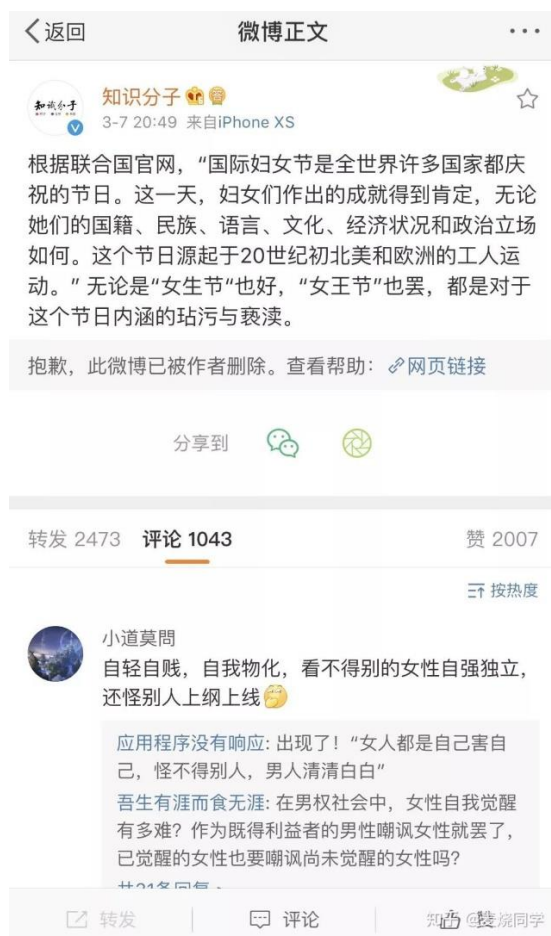 返回
微博正文
知识分子
知识分子
3-7 20:49 来自iPhone XS
根据联合国官网，“国际妇女节是全世界许多国家都庆
祝的节日。这一天，妇女们作出的成就得到肯定，无论
她们的国籍、民族、语言、文化、经济状况和政治立场
如何。这个节日源起于20世纪初北美和欧洲的工人运
动。” 无论是”女生节“也好，“女王节”也罢，都是对于
这个节日内涵的玷污与亵渎。
抱歉，此微博已被作者删除。查看帮助： 网页链接
分享到
转发 2473 评论 1043 赞 2007
按热度
小道莫問
自轻自贱，自我物化，看不得别的女性自强独立，
还怪别人上纲上线
应用程序没有响应: 出现了！“女人都是自己害自
己，怪不得别人，男人清清白白”
吾生有涯而食无涯: 在男权社会中，女性自我觉醒
有多难？作为既得利益者的男性嘲讽女性就罢了，
已觉醒的女性也要嘲讽尚未觉醒的女性吗？
共21条回复
转发 评论